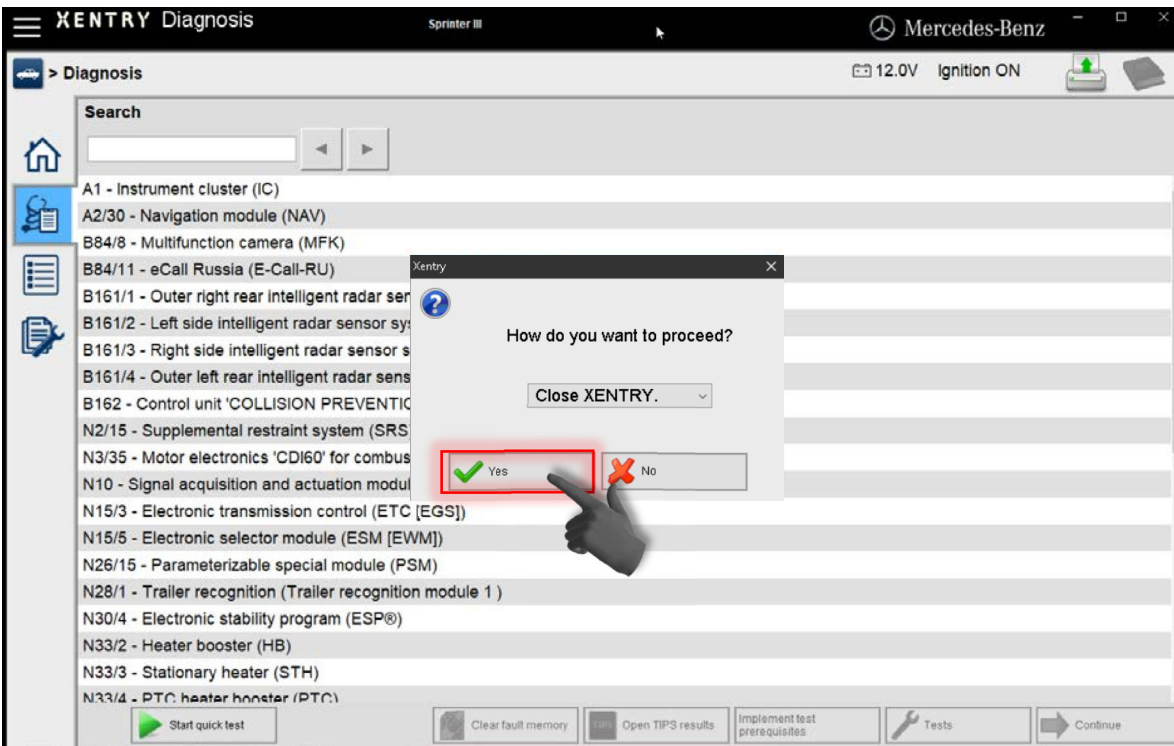 XENTRY Diagnosis
Sprinter III
Mercedes-Benz
> Diagnosis
12.0V Ignition ON
Search
A1 - Instrument cluster (IC)
A2/30 - Navigation module (NAV)
B84/8 - Multifunction camera (MFK)
B84/11 - eCall Russia (E-Call-RU)
B161/1 - Outer right rear intelligent radar ser
B161/2 - Left side intelligent radar sensor sy
B161/3 - Right side intelligent radar sensor s
B161/4 - Outer left rear intelligent radar sens
B162 - Control unit 'COLLISION PREVENTIO
N2/15 - Supplemental restraint system (SRS
N3/35 - Motor electronics 'CDI60' for combus
N10 - Signal acquisition and actuation modul
N15/3 - Electronic transmission control (ETC [EGS])
N15/5 - Electronic selector module (ESM [EWM])
N26/15 - Parameterizable special module (PSM)
N28/1 - Trailer recognition (Trailer recognition module 1 )
N30/4 - Electronic stability program (ESP®)
N33/2 - Heater booster (HB)
N33/3 - Stationary heater (STH)
N33/4 - PTC heater booster (PTC)
Xentry
How do you want to proceed?
Close XENTRY.
Yes
No
Start quick test
Clear fault memory
TIPS
Open TIPS results
Implement test
prerequisites
Tests
Continue